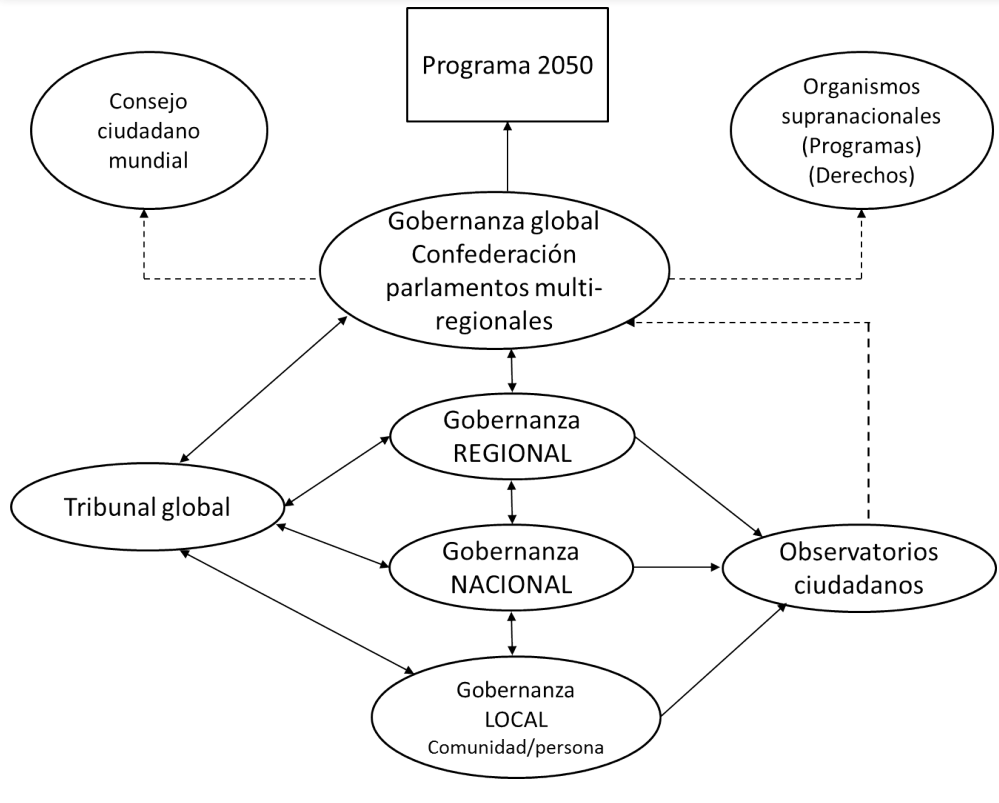 Programa 2050
Consejo
ciudadano
mundial
Organismos
supranacionales
(Programas)
(Derechos)
Gobernanza global
Confederación
parlamentos multi-
regionales
Gobernanza
REGIONAL
Tribunal global
Gobernanza
NACIONAL
Observatorios
ciudadanos
Gobernanza
LOCAL
Comunidad/persona